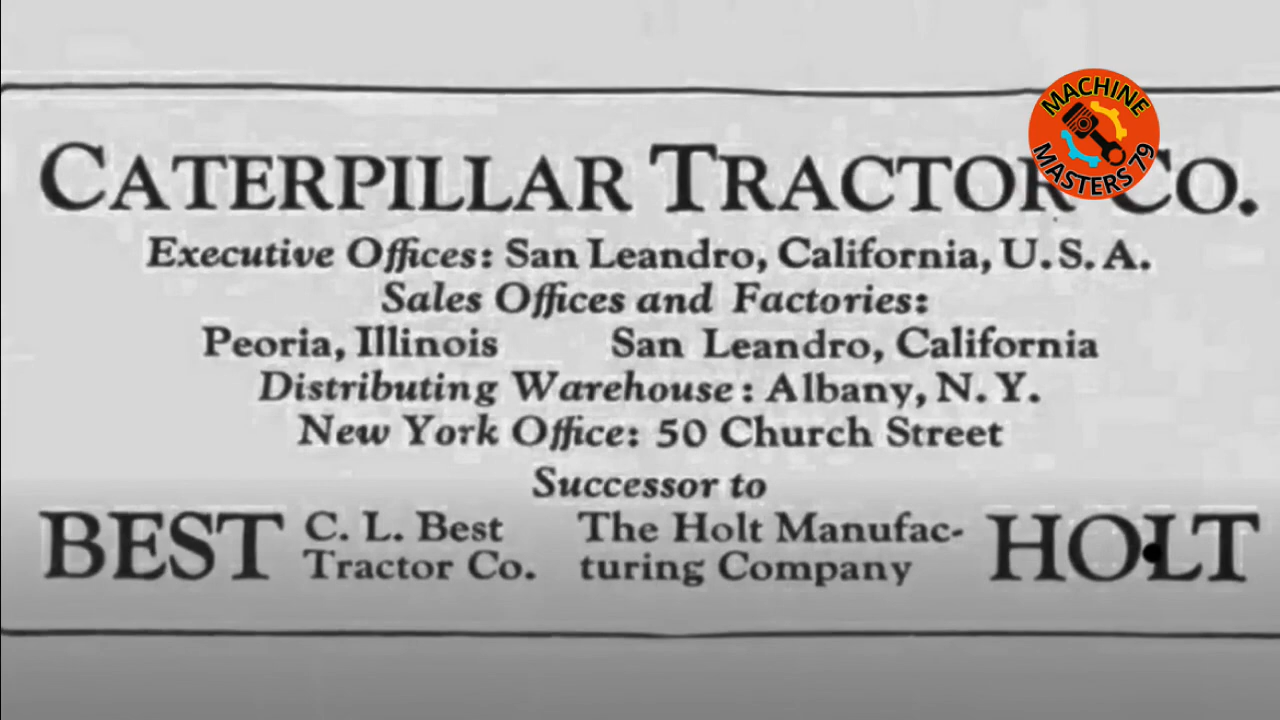 MACHINE
MASTERS 79
CATERPILLAR TRACTOR CO.
Executive Offices: San Leandro, California, U.S.A.
Sales Offices and Factories:
Peoria, Illinois San Leandro, California
Distributing Warehouse: Albany, N. Y.
New York Office: 50 Church Street
Successor to
BEST C. L. Best The Holt Manufac- HOLT
Tractor Co. turing Company